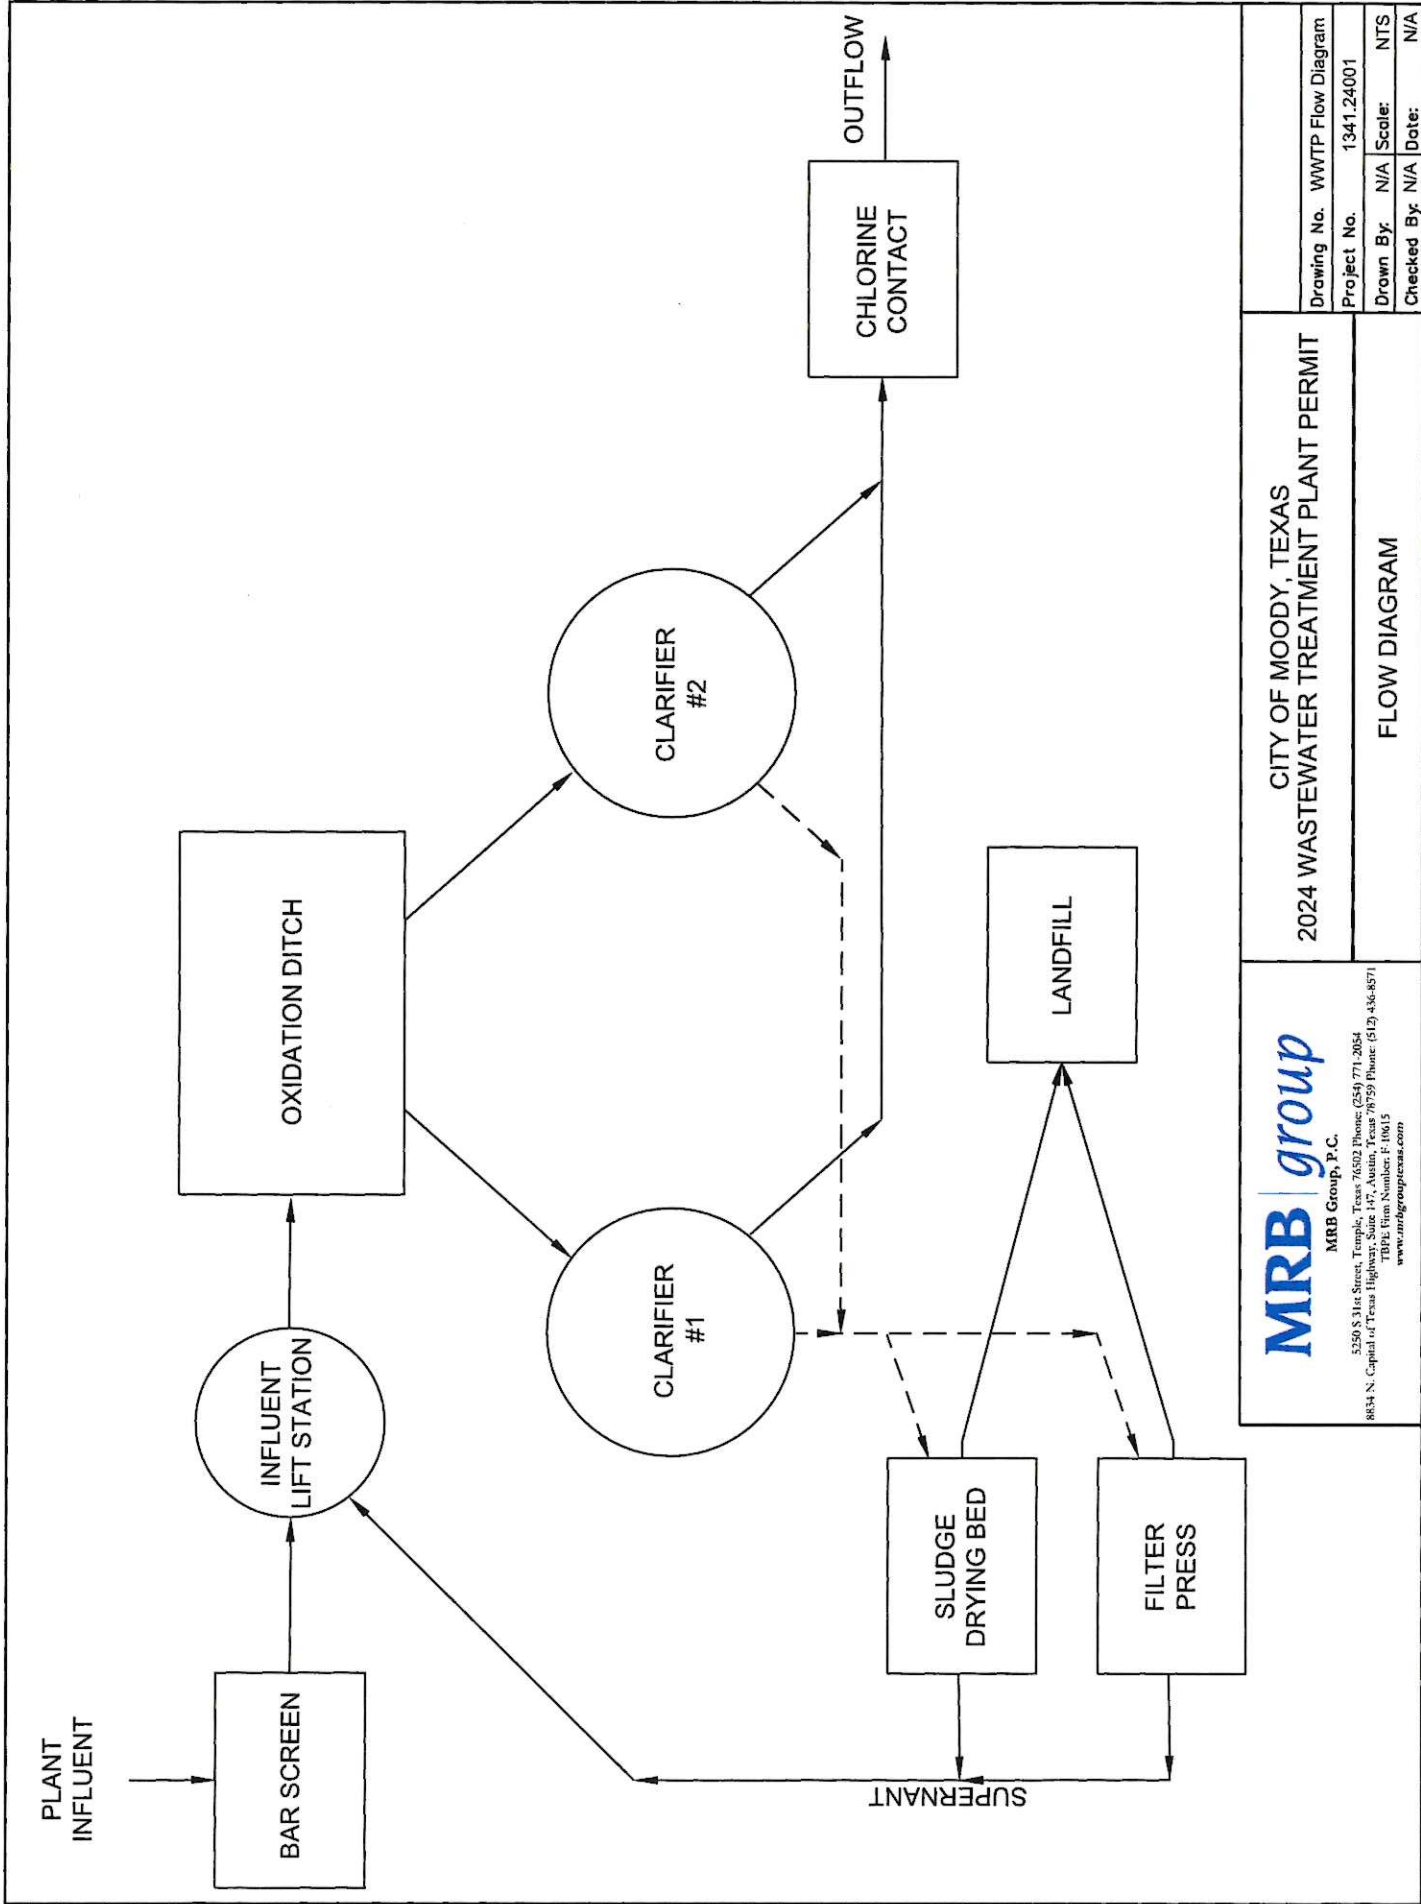 PLANT
INFLUENT
BAR SCREEN
INFLUENT
LIFT STATION
OXIDATION DITCH
CLARIFIER
#1
CLARIFIER
#2
CHLORINE
CONTACT
OUTFLOW
SUPERNANT
SLUDGE
DRYING BED
FILTER
PRESS
LANDFILL
MRB group
MRB Group, P.C.
5250 S 31st Street, Temple, Texas 76502 Phone: (254) 771-2054
8834 N. Capital of Texas Highway, Suite 147, Austin, Texas 78759 Phone: (512) 436-8571
TBPE Firm Number: F-10615
www.mrbgrouptexas.com
CITY OF MOODY, TEXAS
2024 WASTEWATER TREATMENT PLANT PERMIT
FLOW DIAGRAM
Drawing No. WWTP Flow Diagram
Project No. 1341.24001
Drawn By: N/A Scale: NTS
Checked By: N/A Date: N/A